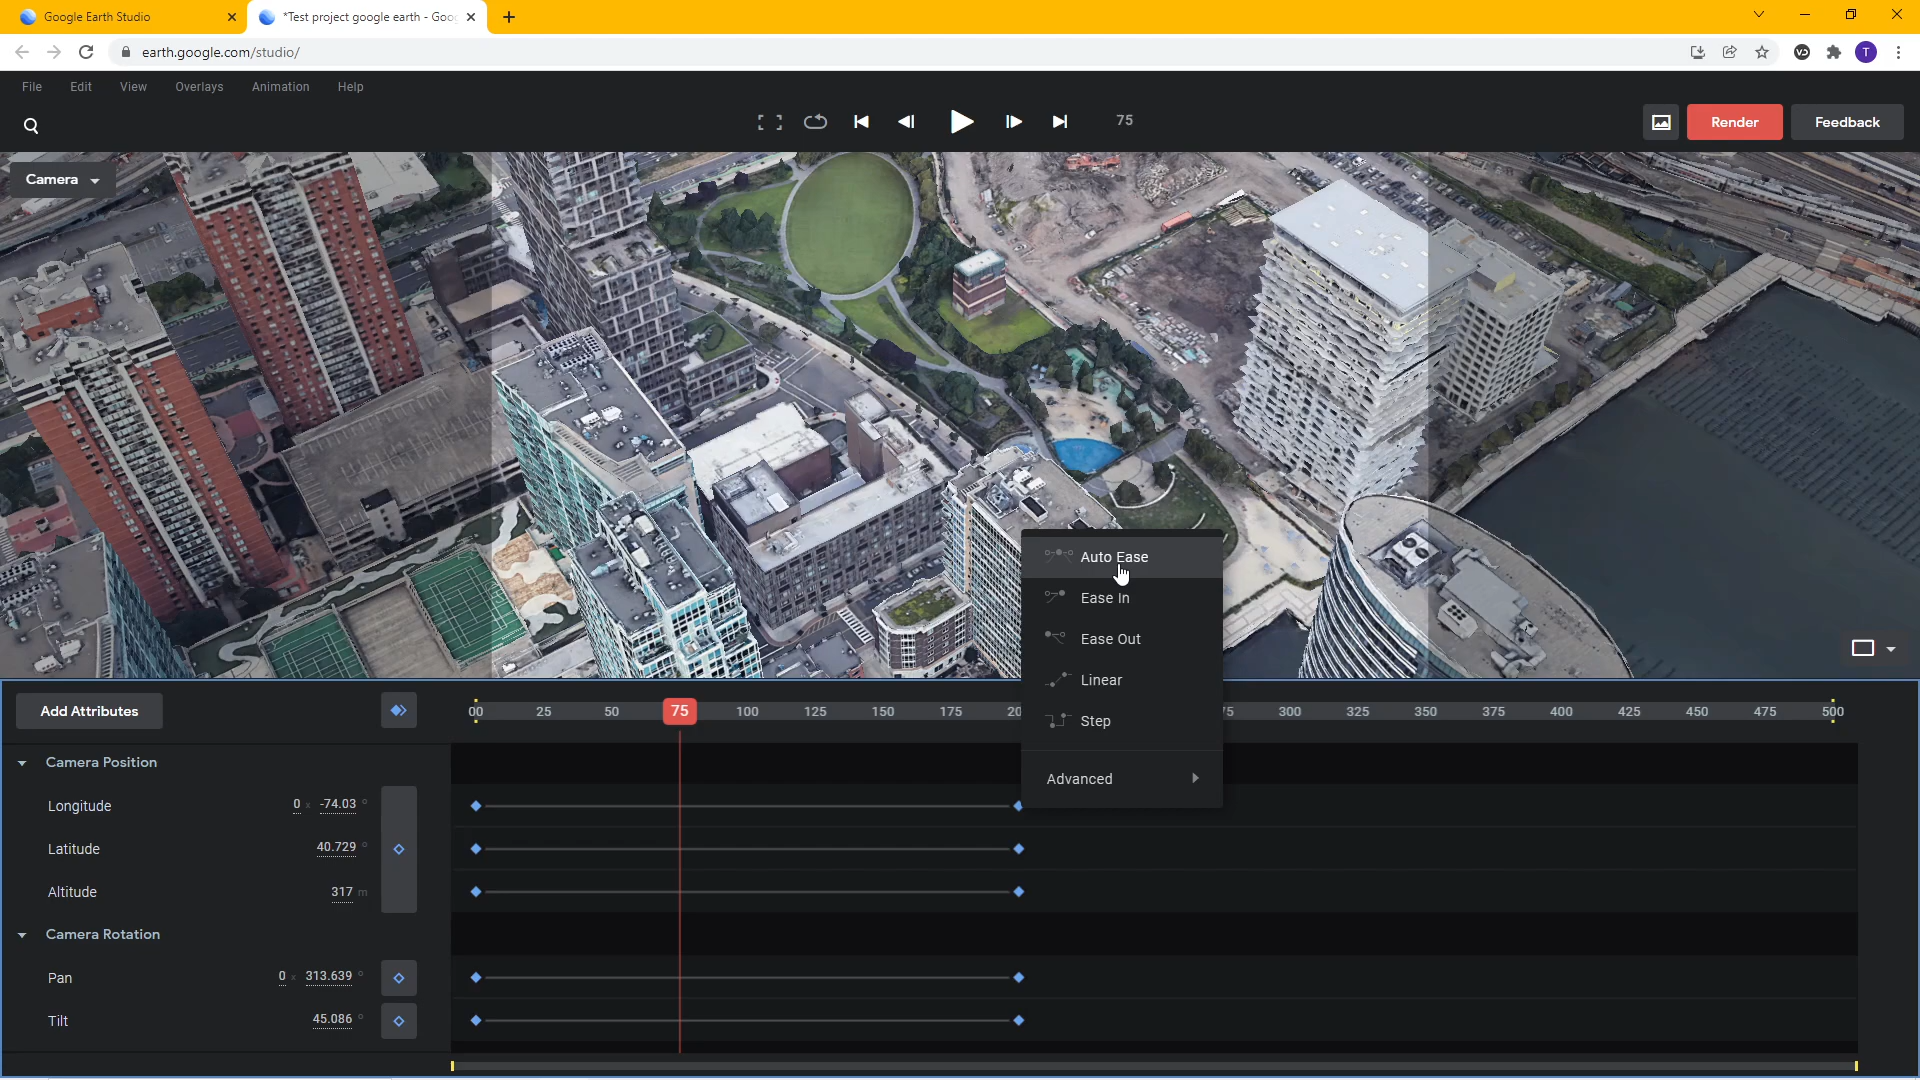 Google Earth Studio
*Test project google earth - Goo
earth.google.com/studio/
T
File Edit View Overlays Animation Help
75
Render
Feedback
Camera
Auto Ease
Ease In
Ease Out
Linear
Step
Advanced
Add Attributes
00 25 50 75 100 125 150 175 20 75 300 325 350 375 400 425 450 475 500
Camera Position
Longitude 0 x -74.03 °
Latitude 40.729 °
Altitude 317 m
Camera Rotation
Pan 0 x 313.639 °
Tilt 45.086 °